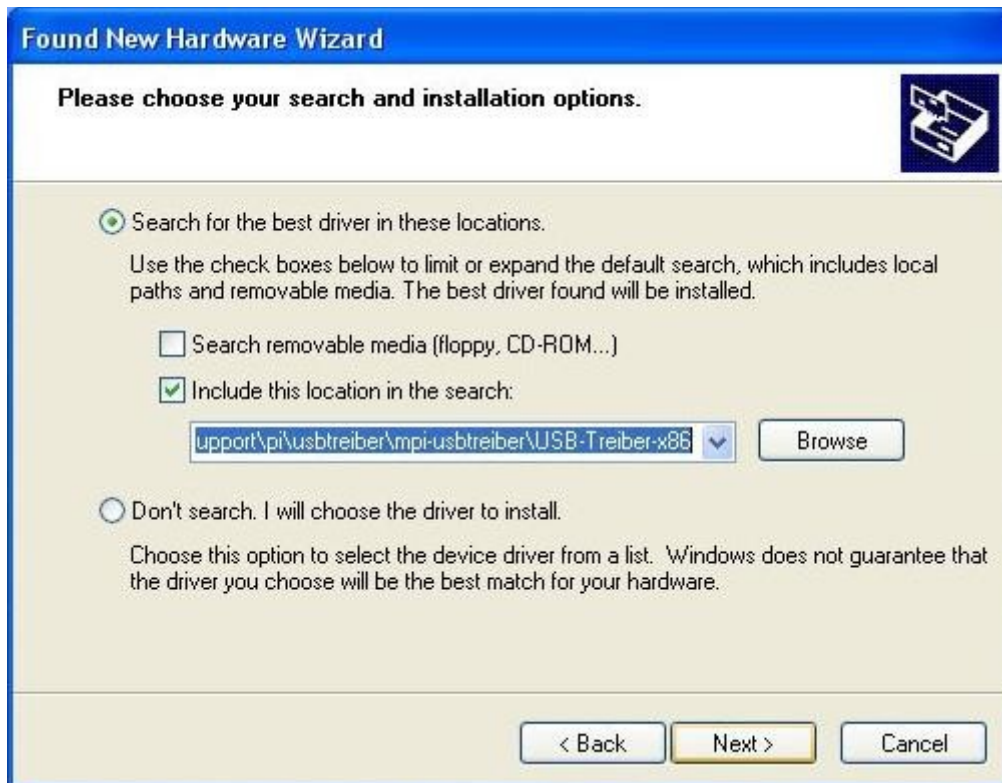 Found New Hardware Wizard
Please choose your search and installation options.
Search for the best driver in these locations.
Use the check boxes below to limit or expand the default search, which includes local
paths and removable media. The best driver found will be installed.
Search removable media (floppy, CD-ROM...)
Include this location in the search:
upport\pi\usbtreiber\mpi-usbtreiber\USB-Treiber-x86
Browse
Don't search. I will choose the driver to install.
Choose this option to select the device driver from a list. Windows does not guarantee that
the driver you choose will be the best match for your hardware.
< Back
Next >
Cancel